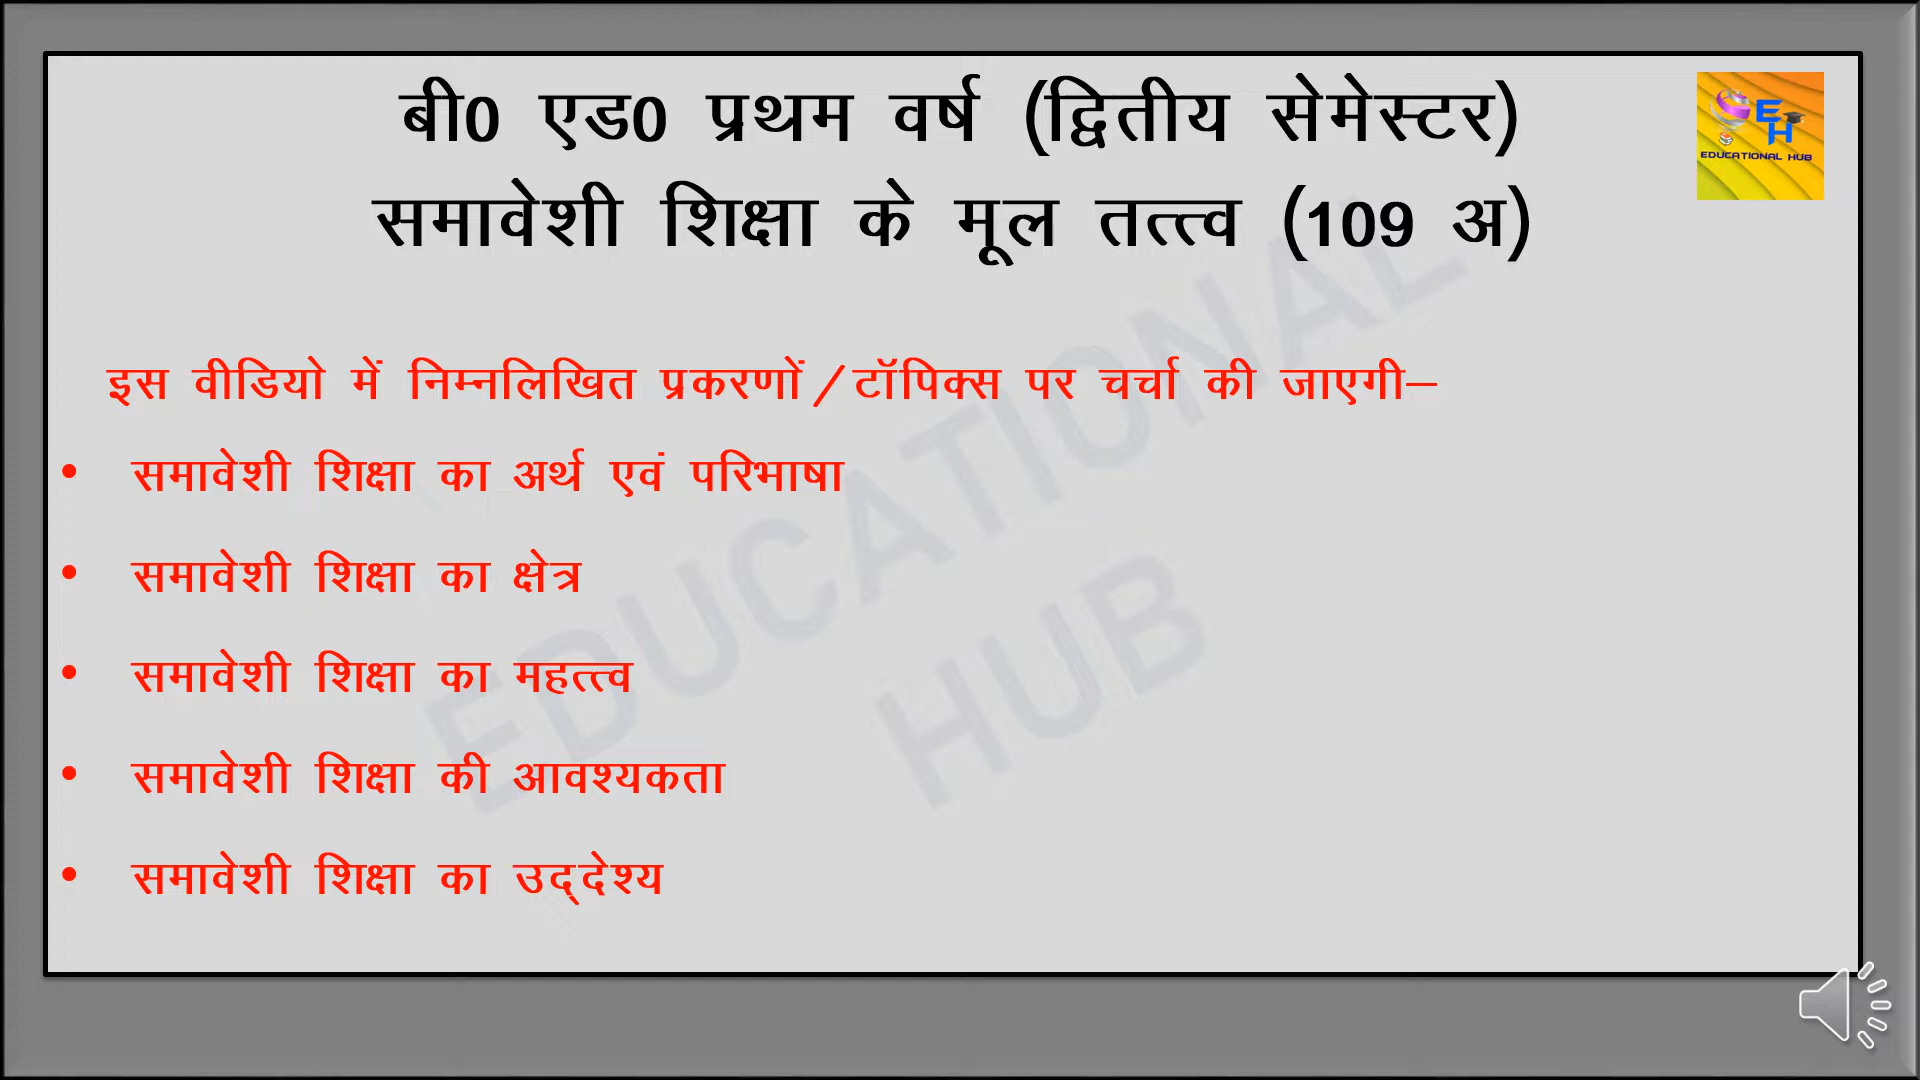 बी0 एड0 प्रथम वर्ष (द्वितीय सेमेस्टर)
समावेशी शिक्षा के मूल तत्त्व (109 अ)
EH
EDUCATIONAL HUB
इस वीडियो में निम्नलिखित प्रकरणों/टॉपिक्स पर चर्चा की जाएगी–
• समावेशी शिक्षा का अर्थ एवं परिभाषा
• समावेशी शिक्षा का क्षेत्र
• समावेशी शिक्षा का महत्त्व
• समावेशी शिक्षा की आवश्यकता
• समावेशी शिक्षा का उद्‌देश्य
EDUCATIONAL
HUB